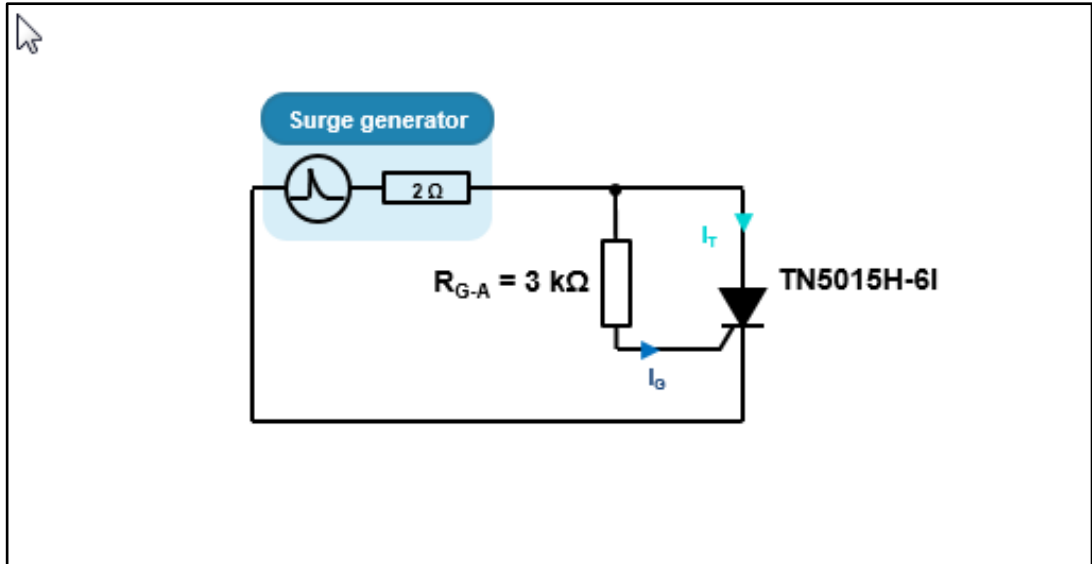 Surge generator
2 Ω
I_T
R_G-A = 3 kΩ
TN5015H-6I
I_G